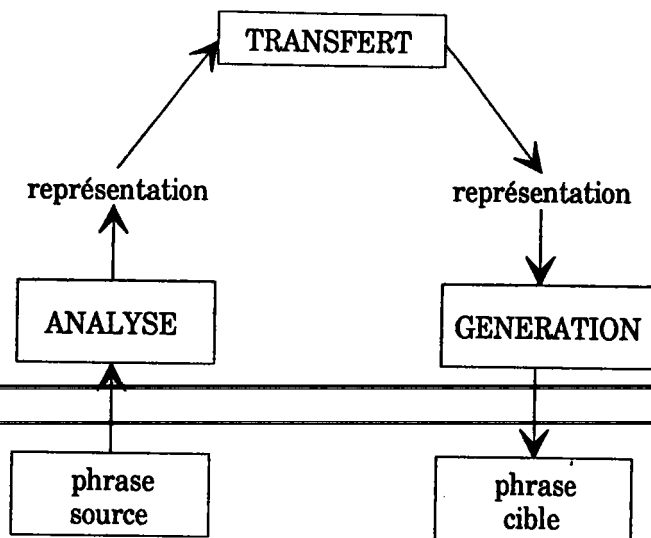 TRANSFERT
représentation
représentation
ANALYSE
GENERATION
phrase
source
phrase
cible